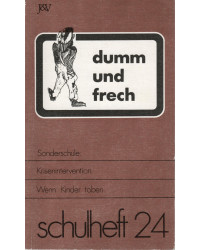 J&V
dumm
und
frech
Sonderschule.
Krisenintervention.
Wenn Kinder toben.
schulheft 24